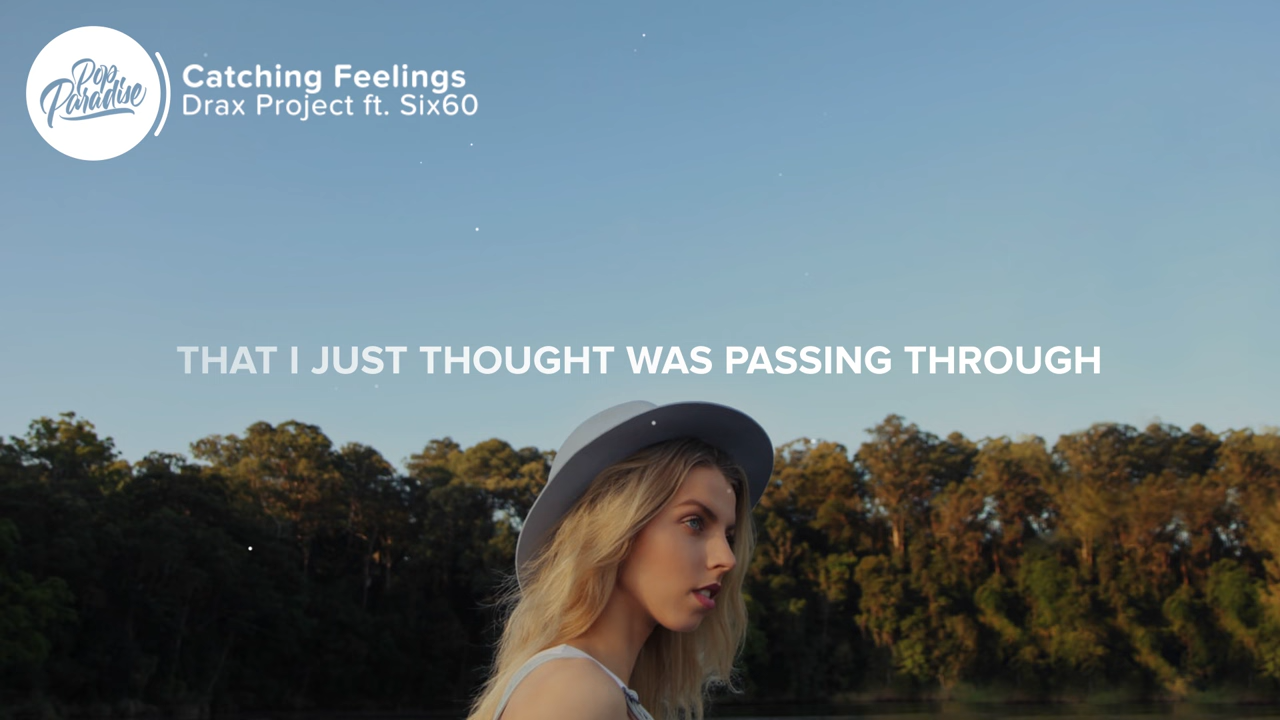 Pop
Paradise
Catching Feelings
Drax Project ft. Six60
THAT I JUST THOUGHT WAS PASSING THROUGH